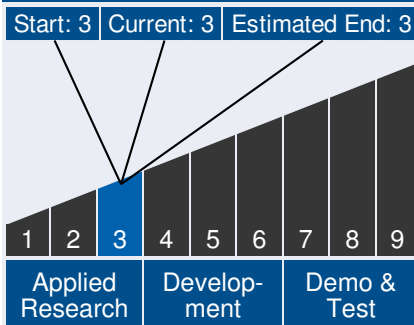 Start: 3 Current: 3 Estimated End: 3
1 2 3 4 5 6 7 8 9
Applied Research
Develop-
ment
Demo &
Test